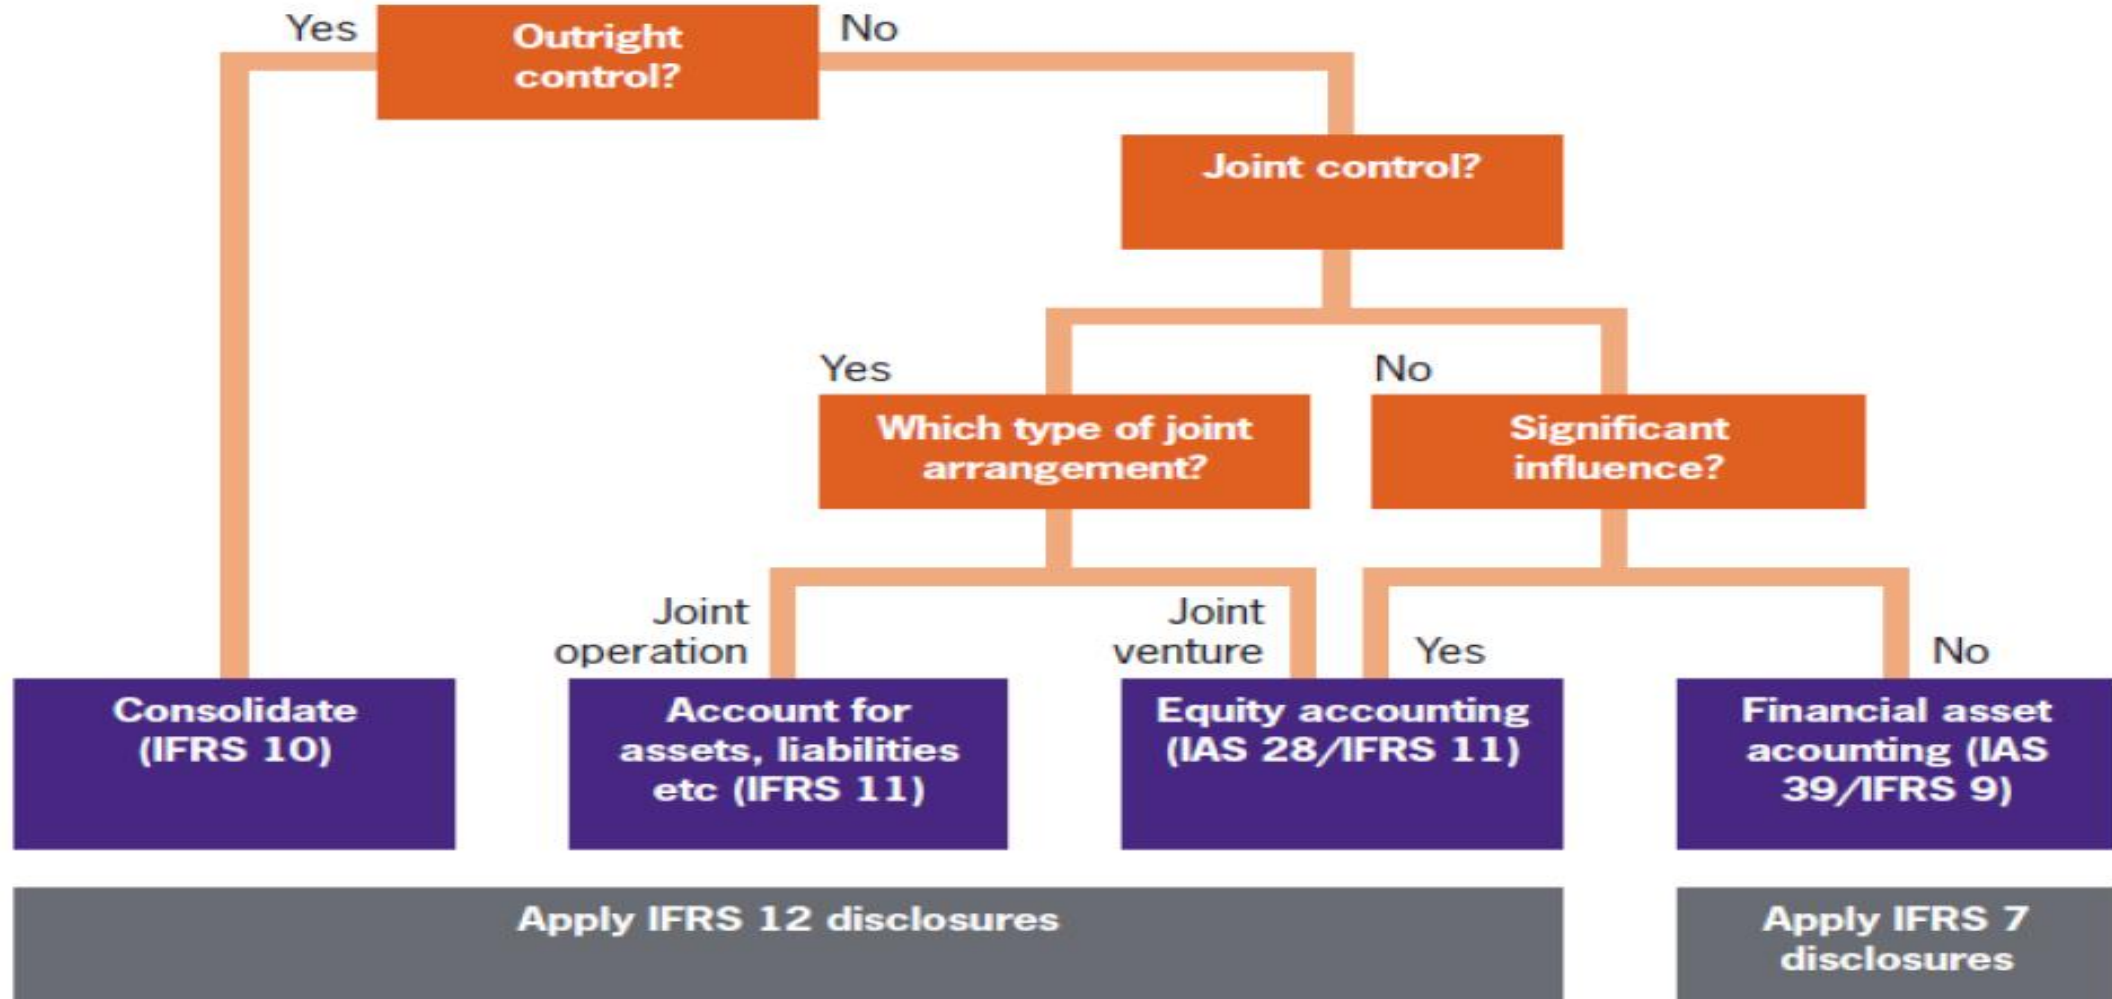 Yes
Outright
control?
No
Joint control?
Yes
Which type of joint
arrangement?
No
Significant
influence?
Joint
operation
Joint
venture
Yes
No
Consolidate
(IFRS 10)
Account for
assets, liabilities
etc (IFRS 11)
Equity accounting
(IAS 28/IFRS 11)
Financial asset
acounting (IAS
39/IFRS 9)
Apply IFRS 12 disclosures
Apply IFRS 7
disclosures